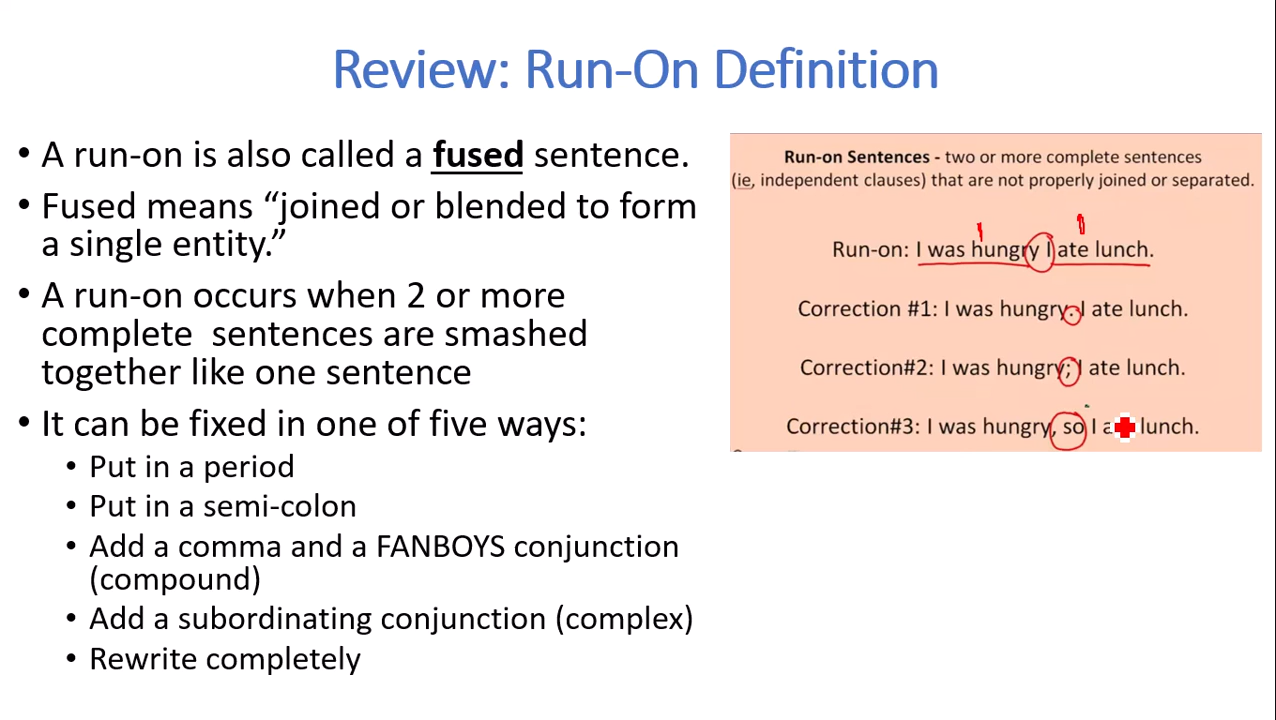 Review: Run-On Definition
• A run-on is also called a fused sentence.
• Fused means “joined or blended to form
a single entity.”
• A run-on occurs when 2 or more
complete sentences are smashed
together like one sentence
• It can be fixed in one of five ways:
• Put in a period
• Put in a semi-colon
• Add a comma and a FANBOYS conjunction
(compound)
• Add a subordinating conjunction (complex)
• Rewrite completely
Run-on Sentences - two or more complete sentences
(ie, independent clauses) that are not properly joined or separated.
Run-on: I was hungry I ate lunch.
Correction #1: I was hungry. I ate lunch.
Correction#2: I was hungry; I ate lunch.
Correction#3: I was hungry, so I lunch.